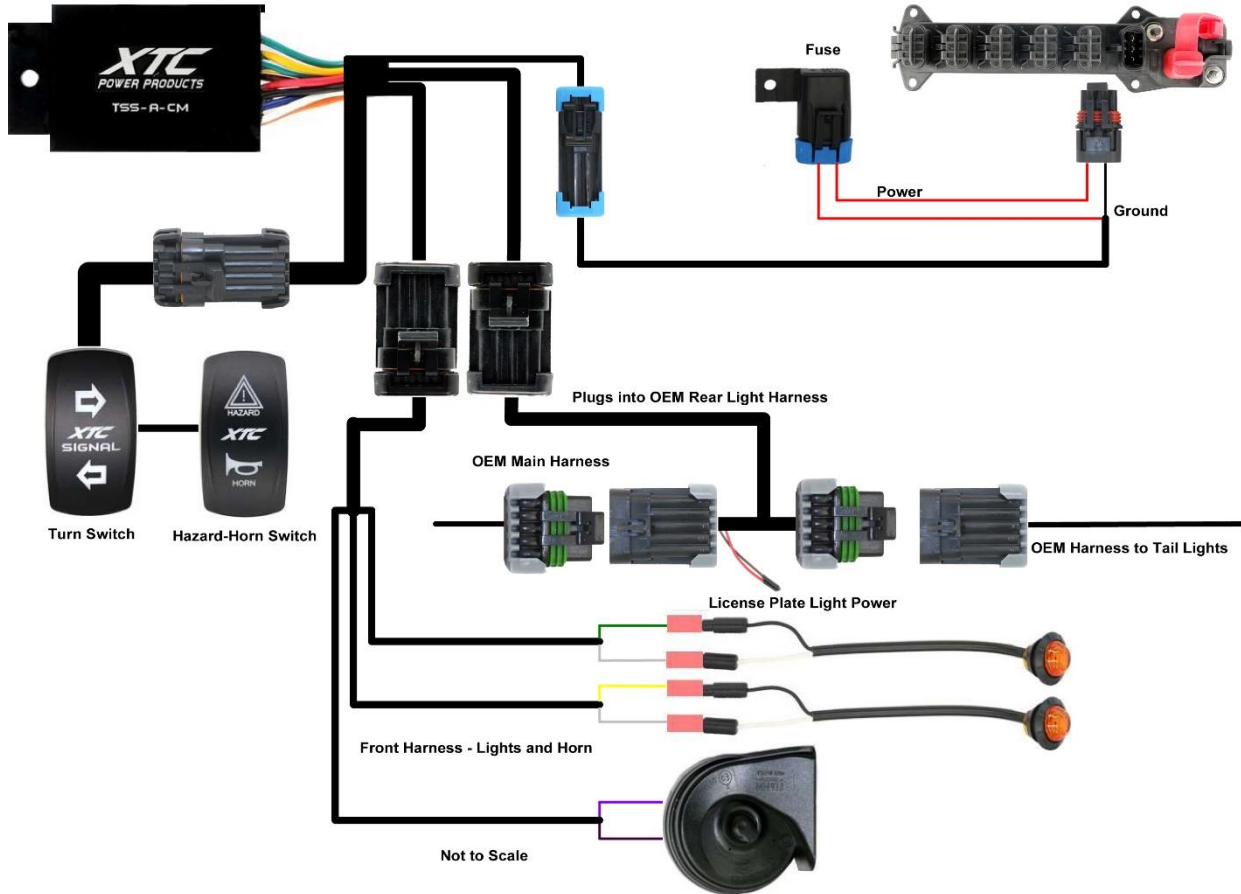 XTC
POWER PRODUCTS
TSS-A-CM
Fuse
Power
Ground
XTC
SIGNAL
HAZARD
XTC
HORN
Turn Switch
Hazard-Horn Switch
Plugs into OEM Rear Light Harness
OEM Main Harness
OEM Harness to Tail Lights
License Plate Light Power
Front Harness - Lights and Horn
Not to Scale